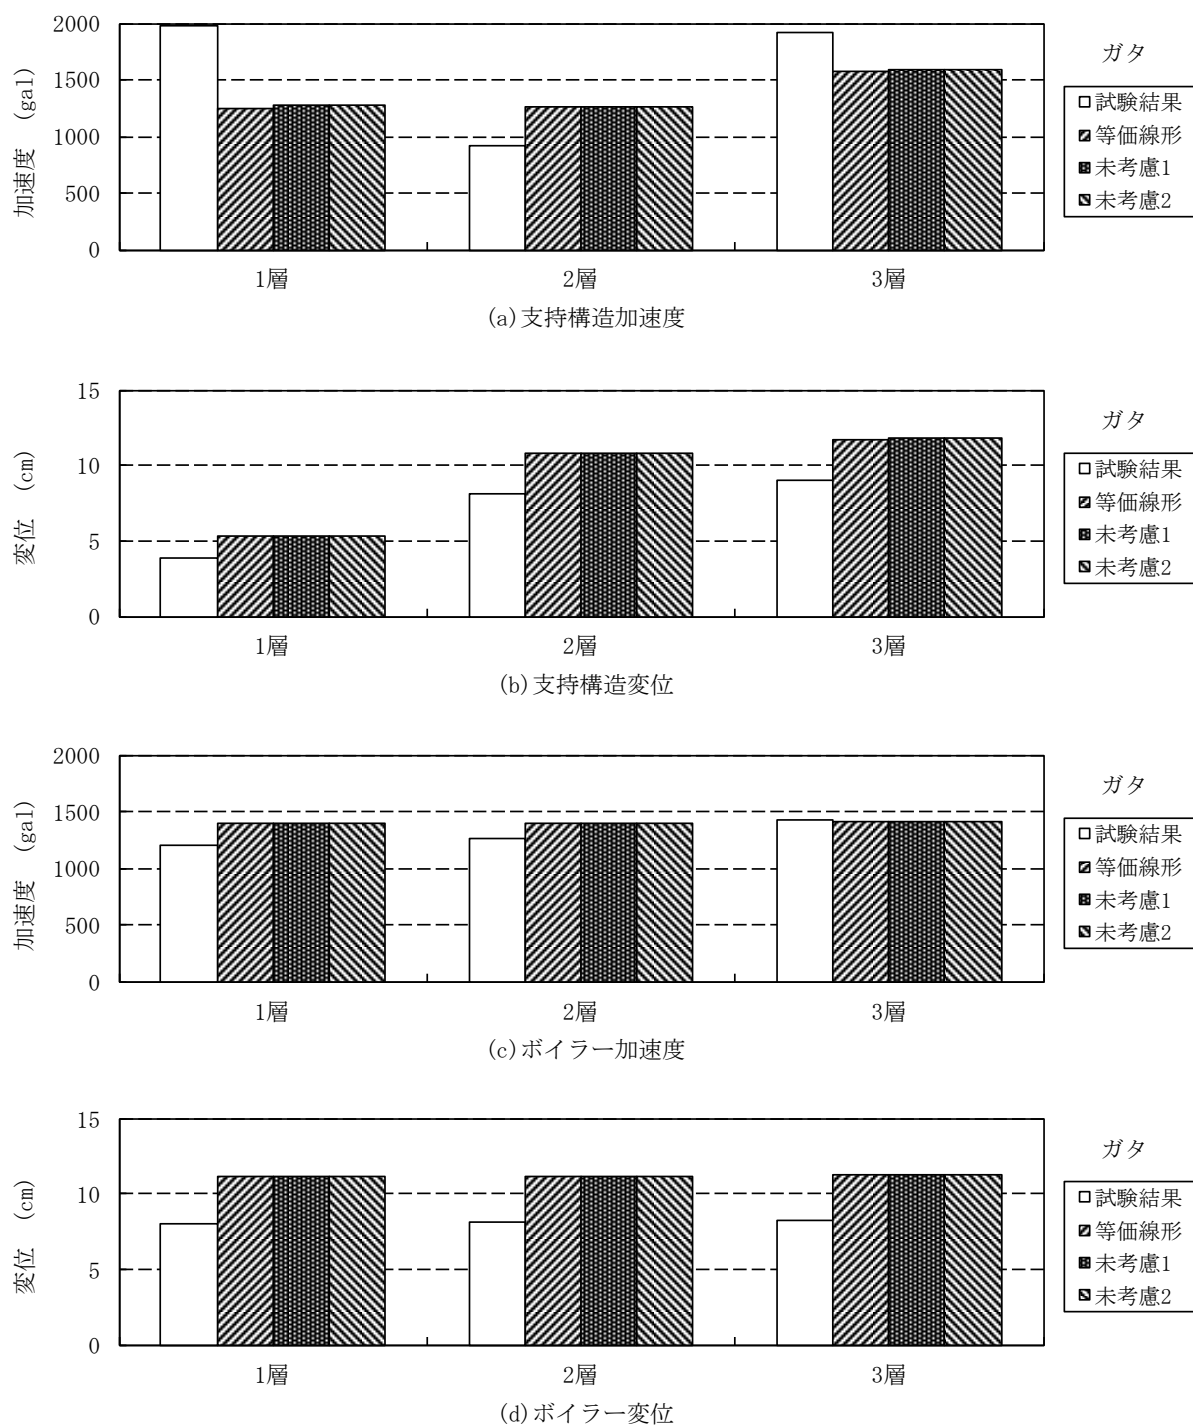 加速度 (gal)
2000
1500
1000
500
0
1層
2層
3層
ガタ
試験結果
等価線形
未考慮1
未考慮2
(a)支持構造加速度
変位 (cm)
15
10
5
0
1層
2層
3層
ガタ
試験結果
等価線形
未考慮1
未考慮2
(b)支持構造変位
加速度 (gal)
2000
1500
1000
500
0
1層
2層
3層
ガタ
試験結果
等価線形
未考慮1
未考慮2
(c)ボイラー加速度
変位 (cm)
15
10
5
0
1層
2層
3層
ガタ
試験結果
等価線形
未考慮1
未考慮2
(d)ボイラー変位